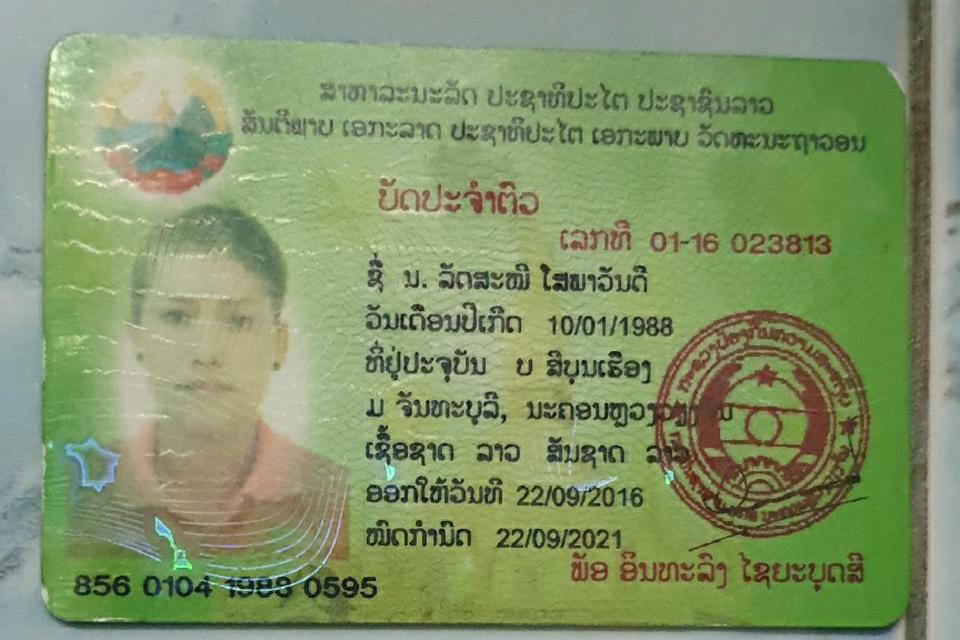 ສາທາລະນະລັດ ປະຊາທິປະໄຕ ປະຊາຊົນລາວ
ສັນຕິພາບ ເອກະລາດ ປະຊາທິປະໄຕ ເອກະພາບ ວັດທະນະຖາວອນ
ບັດປະຈຳຕົວ
ເລກທີ 01-16 023813
ຊື່ ນ. ລັດສະໝີ ໂສພາວັນດີ
ວັນເດືອນປີເກີດ 10/01/1988
ທີ່ຢູ່ປະຈຸບັນ ບ ສີບຸນເຮືອງ
ມ ຈັນທະບູລີ, ນະຄອນຫຼວງວຽງຈັນ
ເຊື້ອຊາດ ລາວ ສັນຊາດ ລາວ
ອອກໃຫ້ວັນທີ 22/09/2016
ໝົດກຳນົດ 22/09/2021
ພັອ ອິນທະລົງ ໄຊຍະບຸດສີ
856 0104 1988 0595